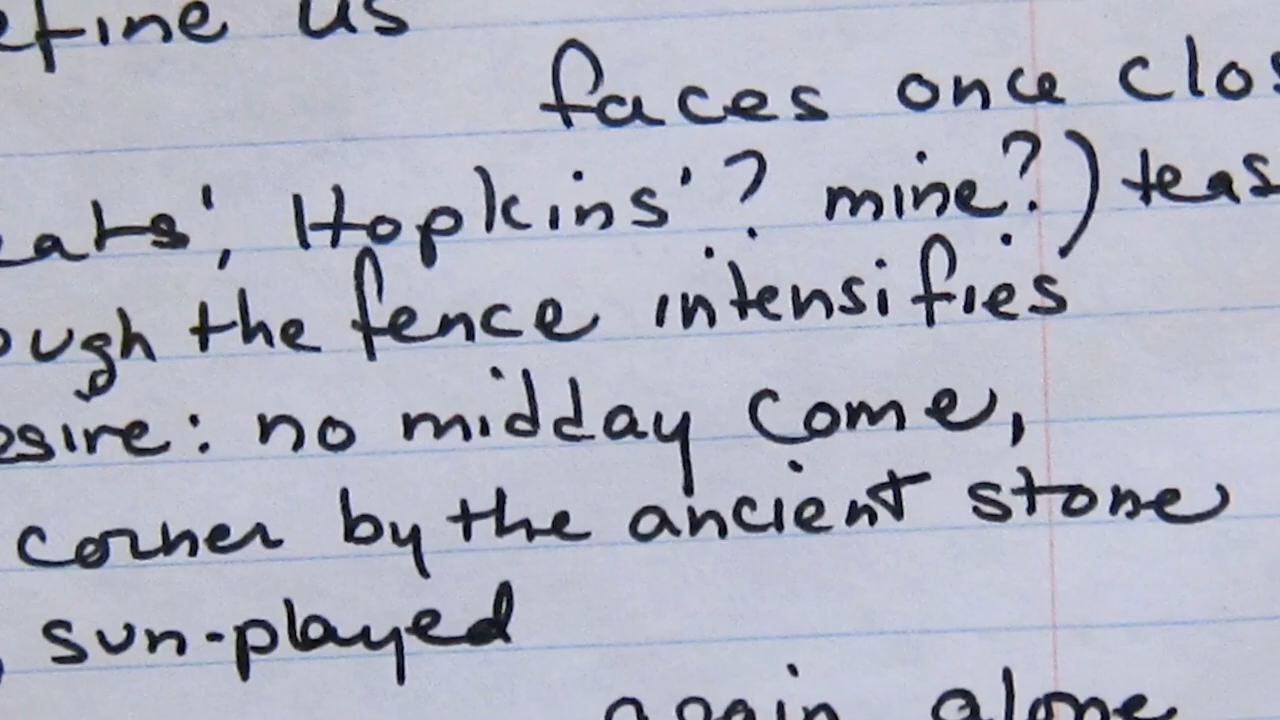 efine us
faces once clos
eats', Hopkins'? mine?) teas
ough the fence intensifies
esire: no midday come,
corner by the ancient stone
, sun-played
again alone